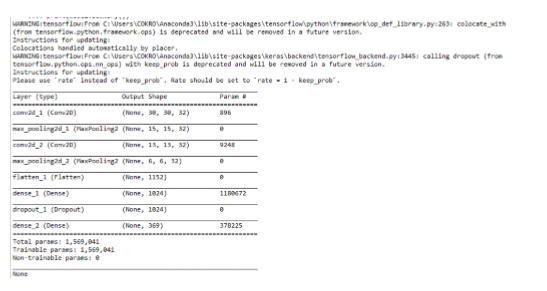 WARNING:tensorflow:From C:\Users\COKRO\Anaconda3\lib\site-packages\tensorflow\python\framework\op_def_library.py:263: colocate_with
(from tensorflow.python.framework.ops) is deprecated and will be removed in a future version.
Instructions for updating:
Colocations handled automatically by placer.
WARNING:tensorflow:From C:\Users\COKRO\Anaconda3\lib\site-packages\keras\backend\tensorflow_backend.py:3445: calling dropout (from
tensorflow.python.ops.nn_ops) with keep_prob is deprecated and will be removed in a future version.
Instructions for updating:
Please use `rate` instead of `keep_prob`. Rate should be set to `rate = 1 - keep_prob`.
Layer (type) Output Shape Param #
conv2d_1 (Conv2D) (None, 30, 30, 32) 896
max_pooling2d_1 (MaxPooling2 (None, 15, 15, 32) 0
conv2d_2 (Conv2D) (None, 13, 13, 32) 9248
max_pooling2d_2 (MaxPooling2 (None, 6, 6, 32) 0
flatten_1 (Flatten) (None, 1152) 0
dense_1 (Dense) (None, 1024) 1180672
dropout_1 (Dropout) (None, 1024) 0
dense_2 (Dense) (None, 369) 378225
Total params: 1,569,041
Trainable params: 1,569,041
Non-trainable params: 0
None